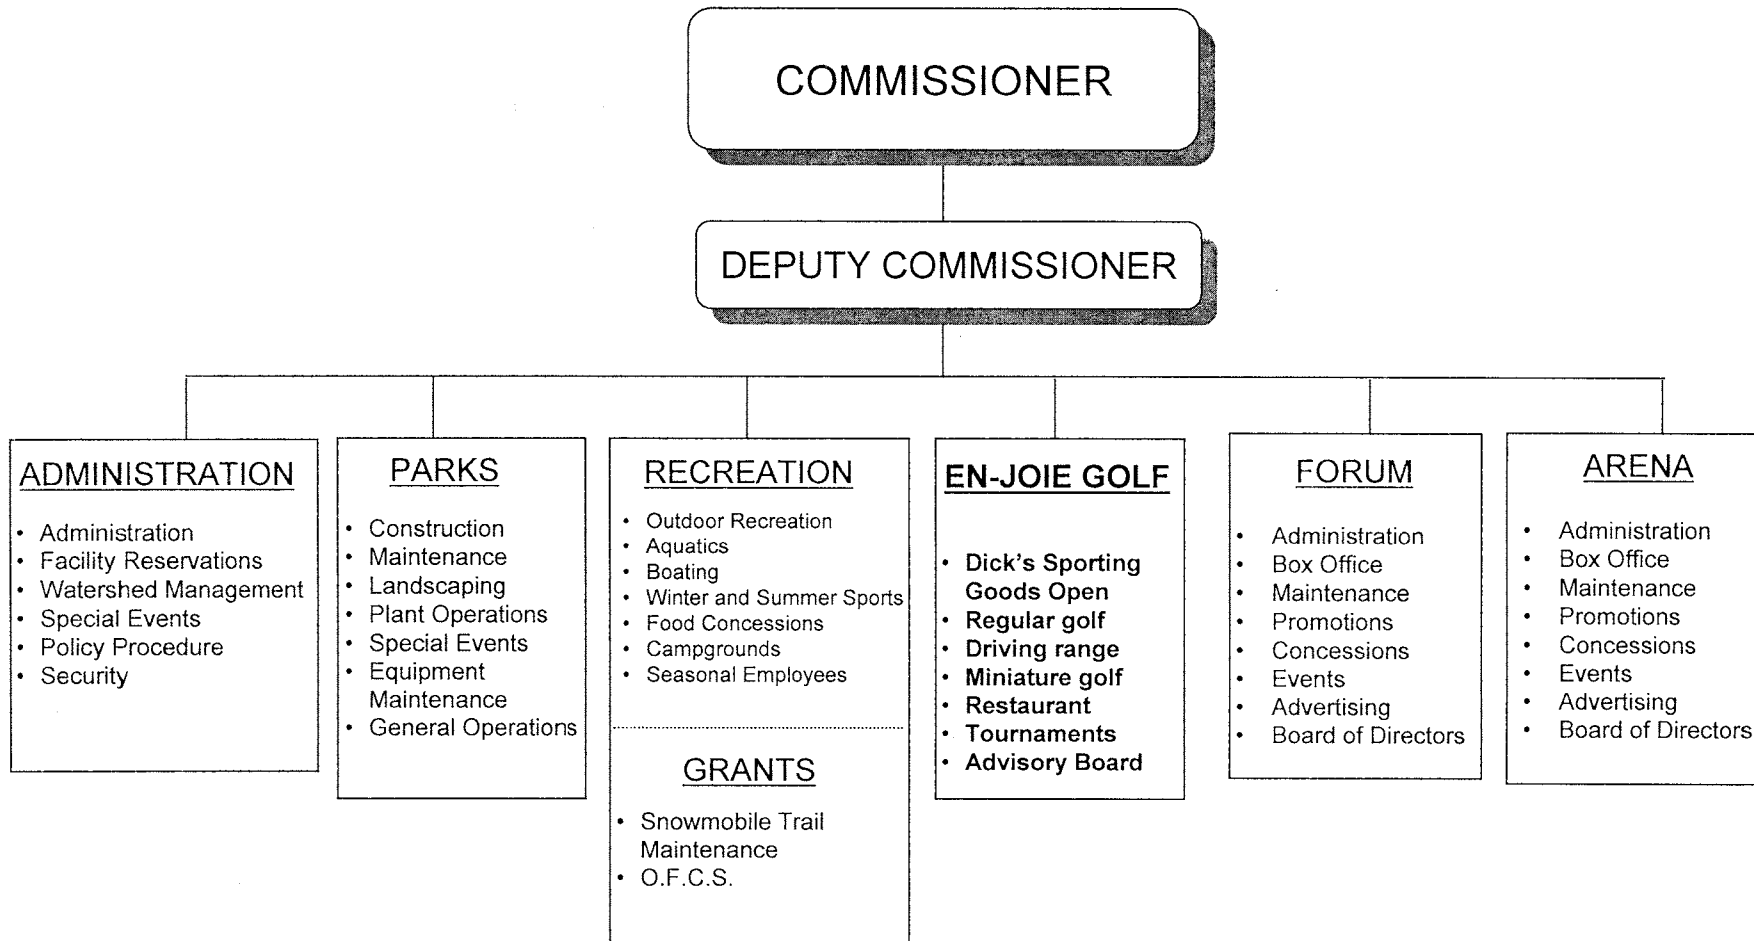 COMMISSIONER
DEPUTY COMMISSIONER
ADMINISTRATION
• Administration
• Facility Reservations
• Watershed Management
• Special Events
• Policy Procedure
• Security
PARKS
• Construction
• Maintenance
• Landscaping
• Plant Operations
• Special Events
• Equipment
Maintenance
• General Operations
RECREATION
• Outdoor Recreation
• Aquatics
• Boating
• Winter and Summer Sports
• Food Concessions
• Campgrounds
• Seasonal Employees
GRANTS
• Snowmobile Trail
Maintenance
• O.F.C.S.
EN-JOIE GOLF
• Dick's Sporting
Goods Open
• Regular golf
• Driving range
• Miniature golf
• Restaurant
• Tournaments
• Advisory Board
FORUM
• Administration
• Box Office
• Maintenance
• Promotions
• Concessions
• Events
• Advertising
• Board of Directors
ARENA
• Administration
• Box Office
• Maintenance
• Promotions
• Concessions
• Events
• Advertising
• Board of Directors